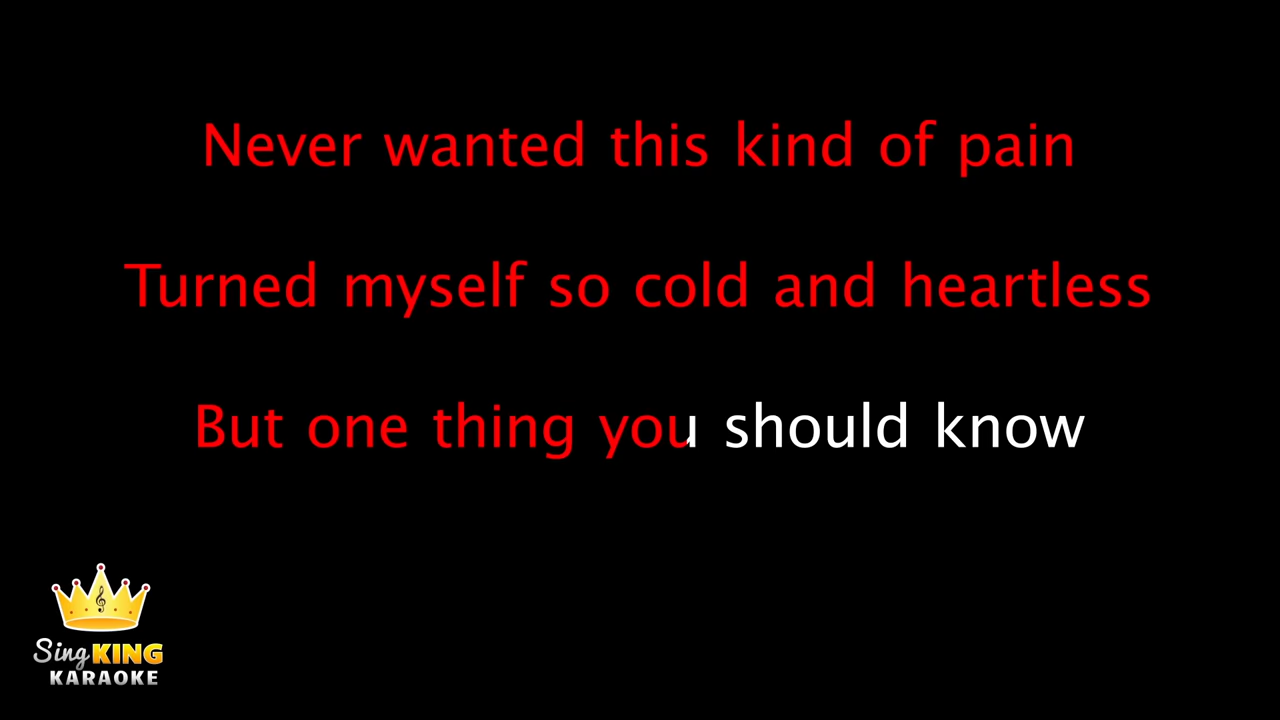 Never wanted this kind of pain
Turned myself so cold and heartless
But one thing you should know
Sing KING
KARAOKE